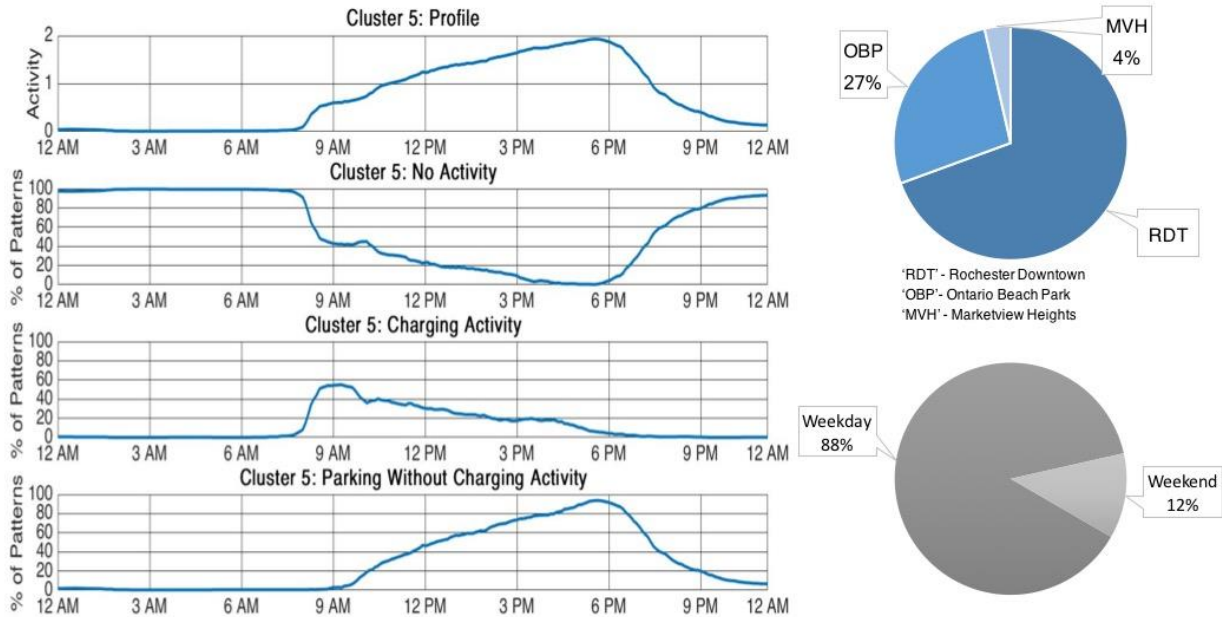 Cluster 5: Profile
Activity
2
1
0
12 AM 3 AM 6 AM 9 AM 12 PM 3 PM 6 PM 9 PM 12 AM
Cluster 5: No Activity
% of Patterns
100
80
60
40
20
0
12 AM 3 AM 6 AM 9 AM 12 PM 3 PM 6 PM 9 PM 12 AM
Cluster 5: Charging Activity
% of Patterns
100
80
60
40
20
0
12 AM 3 AM 6 AM 9 AM 12 PM 3 PM 6 PM 9 PM 12 AM
Cluster 5: Parking Without Charging Activity
% of Patterns
100
80
60
40
20
0
12 AM 3 AM 6 AM 9 AM 12 PM 3 PM 6 PM 9 PM 12 AM
MVH
4%
OBP
27%
RDT
‘RDT’ - Rochester Downtown
‘OBP’- Ontario Beach Park
‘MVH’ - Marketview Heights
Weekday
88%
Weekend
12%